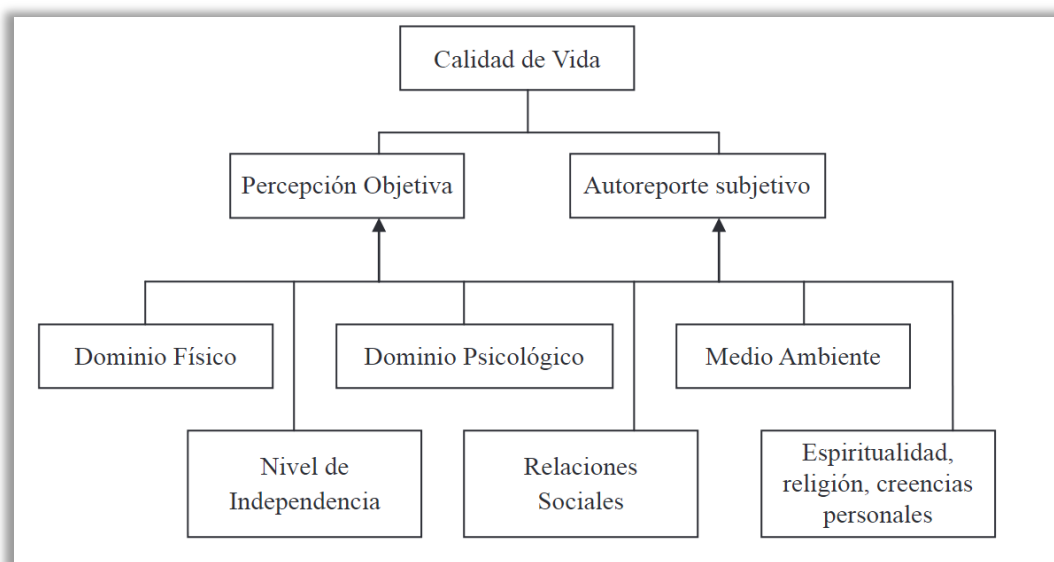 Calidad de Vida
Percepción Objetiva
Autoreporte subjetivo
Dominio Físico
Dominio Psicológico
Medio Ambiente
Nivel de
Independencia
Relaciones
Sociales
Espiritualidad,
religión, creencias
personales